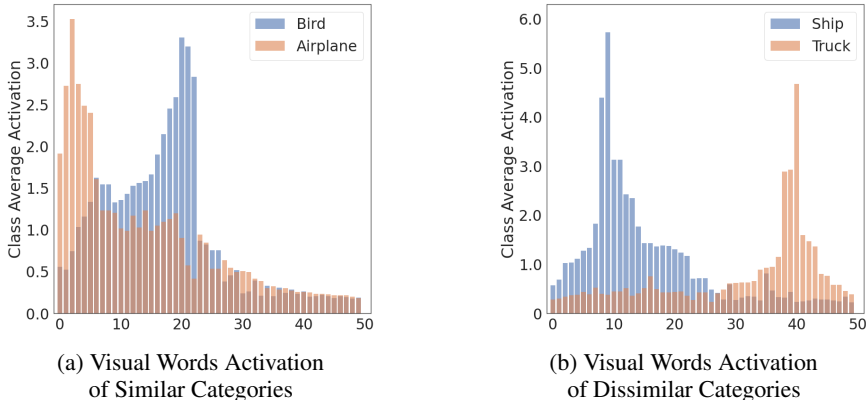 3.5
3.0
2.5
2.0
1.5
1.0
0.5
0.0
Class Average Activation
Bird
Airplane
0 10 20 30 40 50
(a) Visual Words Activation
of Similar Categories
6.0
5.0
4.0
3.0
2.0
1.0
0.0
Class Average Activation
Ship
Truck
0 10 20 30 40 50
(b) Visual Words Activation
of Dissimilar Categories